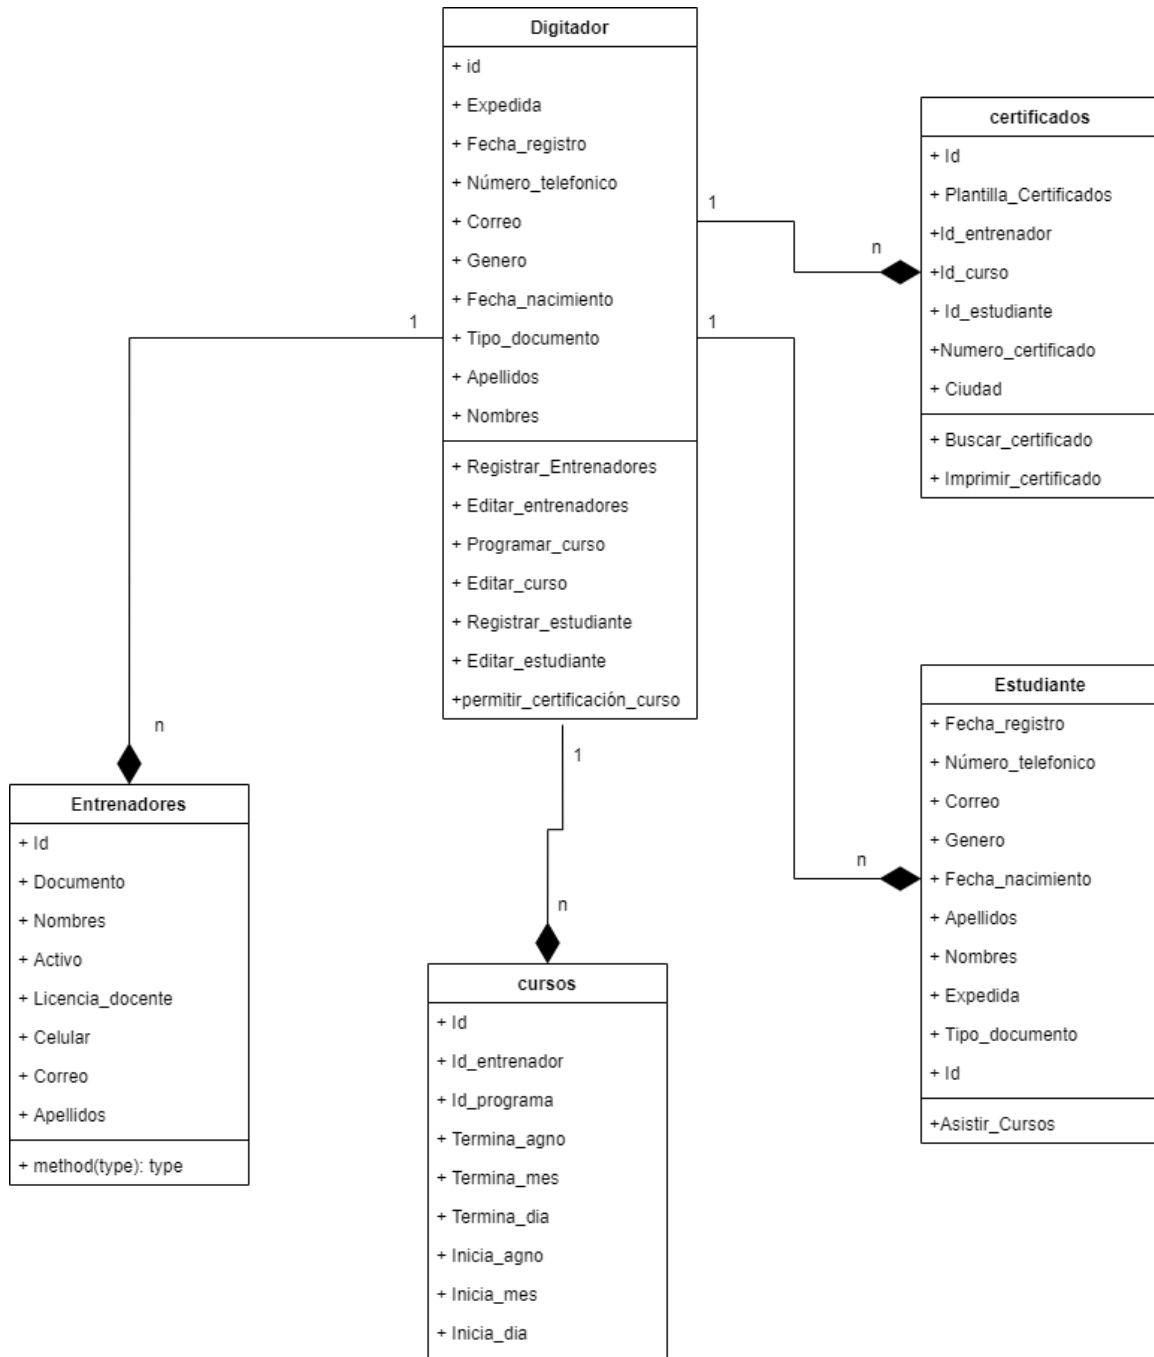 Digitador
+ id
+ Expedida
+ Fecha_registro
+ Número_telefonico
+ Correo
+ Genero
+ Fecha_nacimiento
+ Tipo_documento
+ Apellidos
+ Nombres
+ Registrar_Entrenadores
+ Editar_entrenadores
+ Programar_curso
+ Editar_curso
+ Registrar_estudiante
+ Editar_estudiante
+permitir_certificación_curso
certificados
+ Id
+ Plantilla_Certificados
+Id_entrenador
+Id_curso
+ Id_estudiante
+Numero_certificado
+ Ciudad
+ Buscar_certificado
+ Imprimir_certificado
1
n
1
n
1
n
1
n
Entrenadores
+ Id
+ Documento
+ Nombres
+ Activo
+ Licencia_docente
+ Celular
+ Correo
+ Apellidos
+ method(type): type
cursos
+ Id
+ Id_entrenador
+ Id_programa
+ Termina_agno
+ Termina_mes
+ Termina_dia
+ Inicia_agno
+ Inicia_mes
+ Inicia_dia
Estudiante
+ Fecha_registro
+ Número_telefonico
+ Correo
+ Genero
+ Fecha_nacimiento
+ Apellidos
+ Nombres
+ Expedida
+ Tipo_documento
+ Id
+Asistir_Cursos